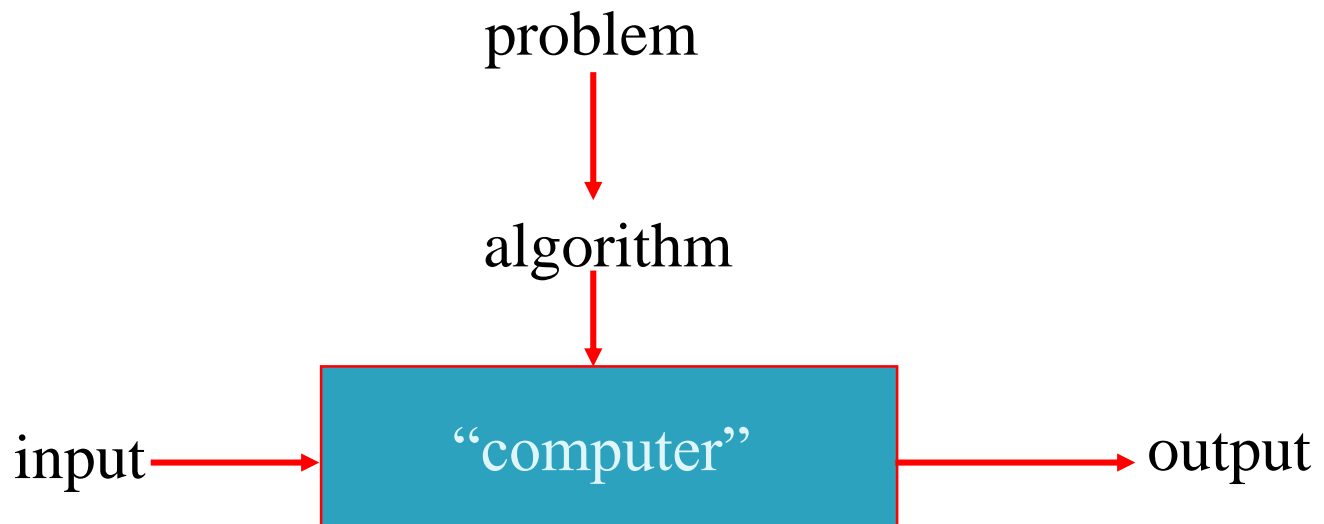 problem
algorithm
input
“computer”
output